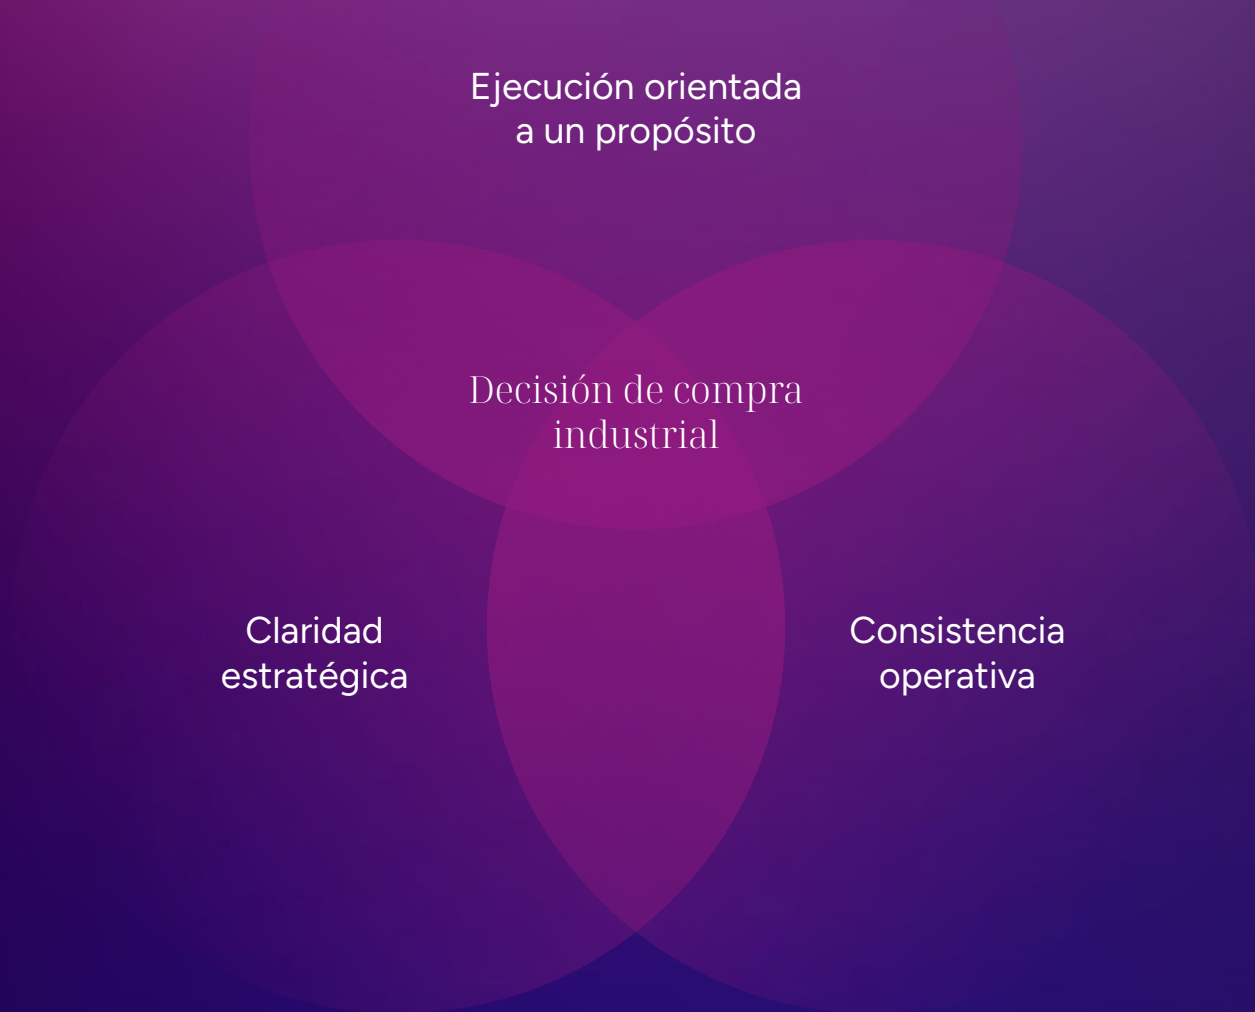 Ejecución orientada
a un propósito
Decisión de compra
industrial
Claridad
estratégica
Consistencia
operativa